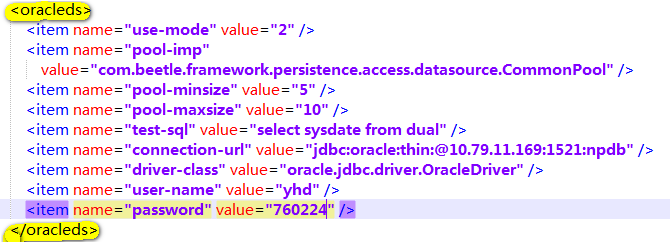 <oracleds>
<item name="use-mode" value="2" />
<item name="pool-imp"
value="com.beetle.framework.persistence.access.datasource.CommonPool" />
<item name="pool-minsize" value="5" />
<item name="pool-maxsize" value="10" />
<item name="test-sql" value="select sysdate from dual" />
<item name="connection-url" value="jdbc:oracle:thin:@10.79.11.169:1521:npdb" />
<item name="driver-class" value="oracle.jdbc.driver.OracleDriver" />
<item name="user-name" value="yhd" />
<item name="password" value="760224" />
</oracleds>